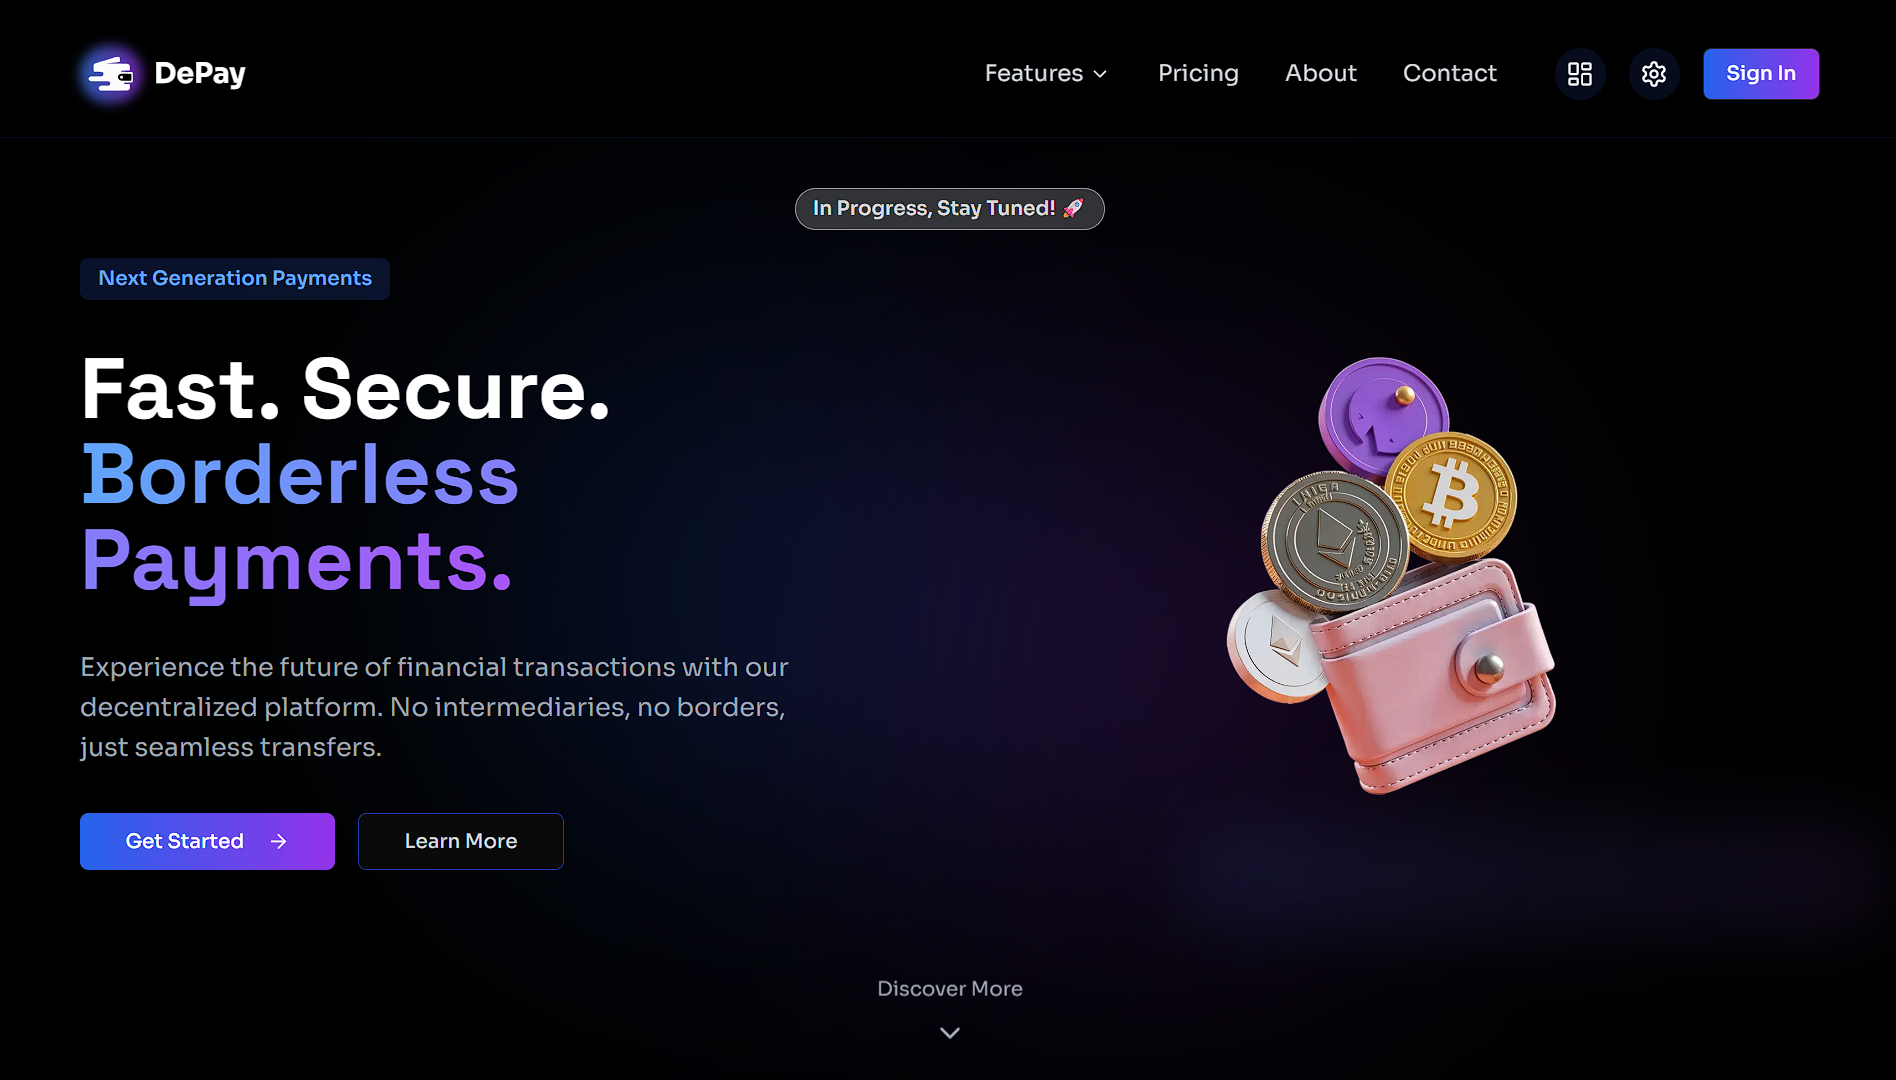 DePay
Features
Pricing
About
Contact
Sign In
In Progress, Stay Tuned! 🚀
Next Generation Payments
Fast. Secure.
Borderless
Payments.
Experience the future of financial transactions with our
decentralized platform. No intermediaries, no borders,
just seamless transfers.
Get Started →
Learn More
Discover More